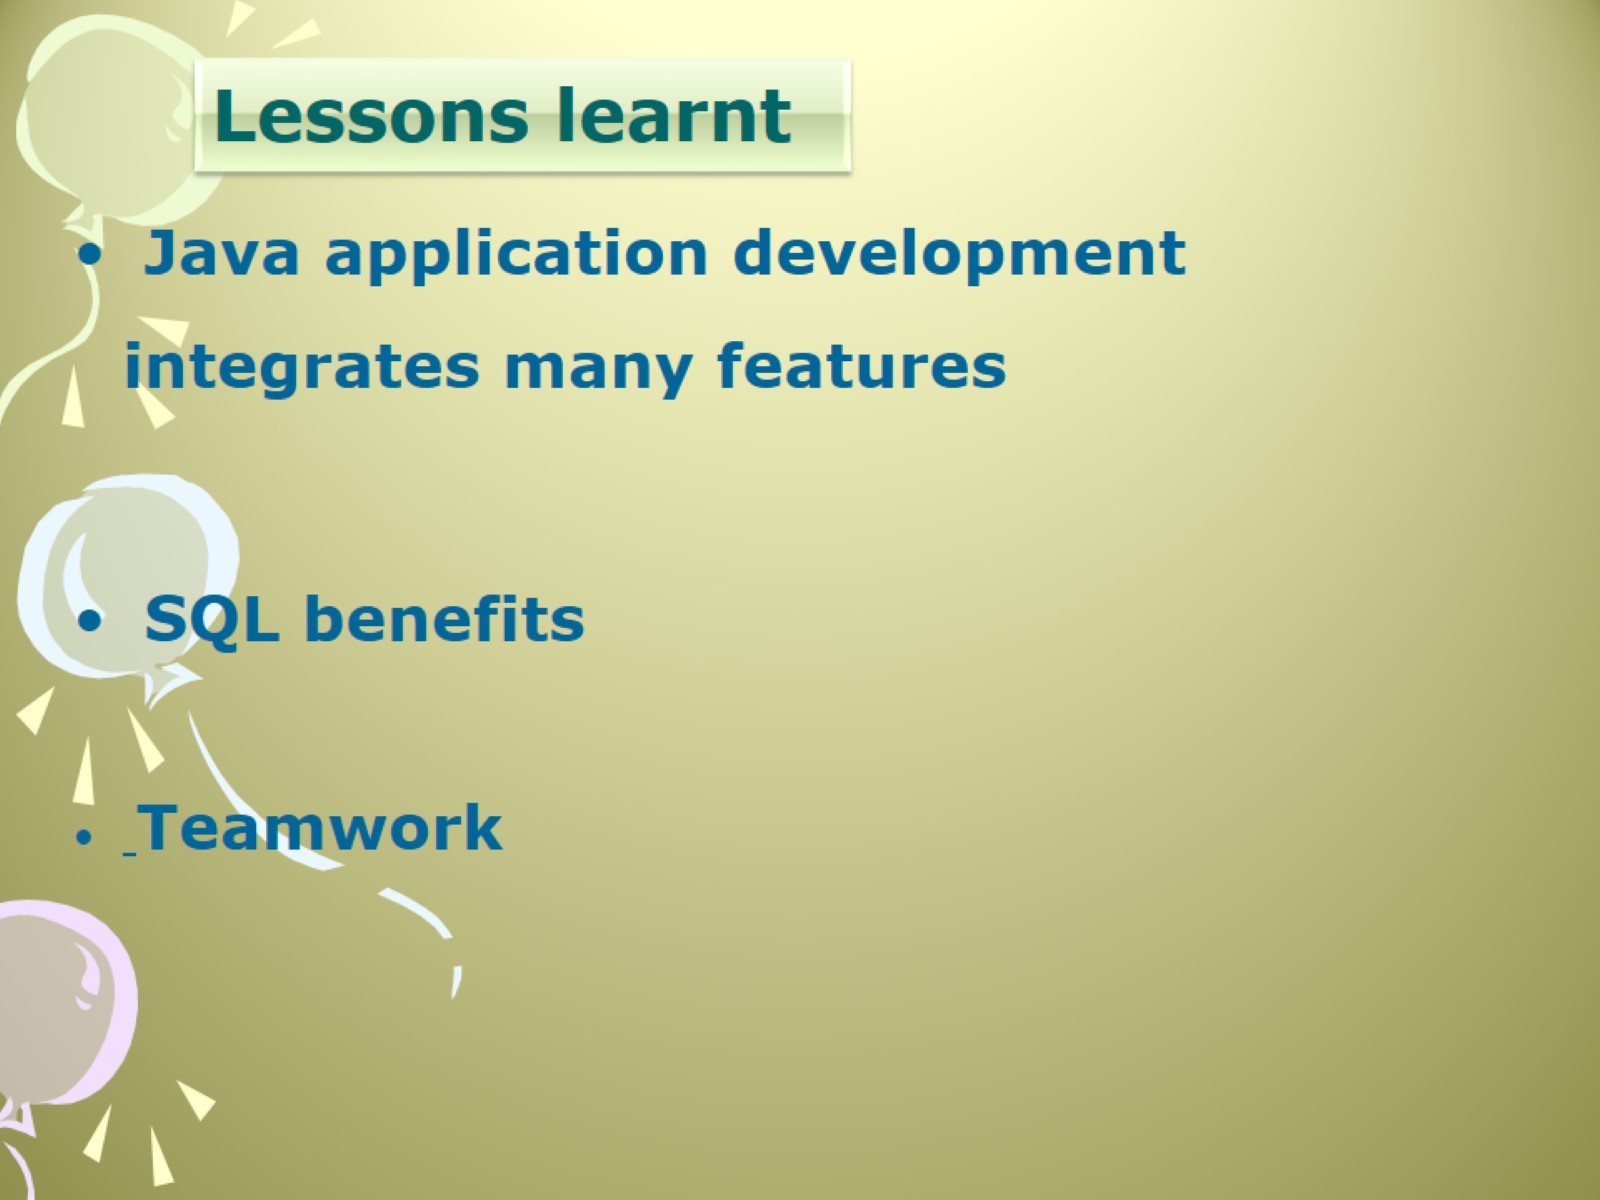 Lessons learnt
• Java application development
integrates many features
• SQL benefits
• Teamwork